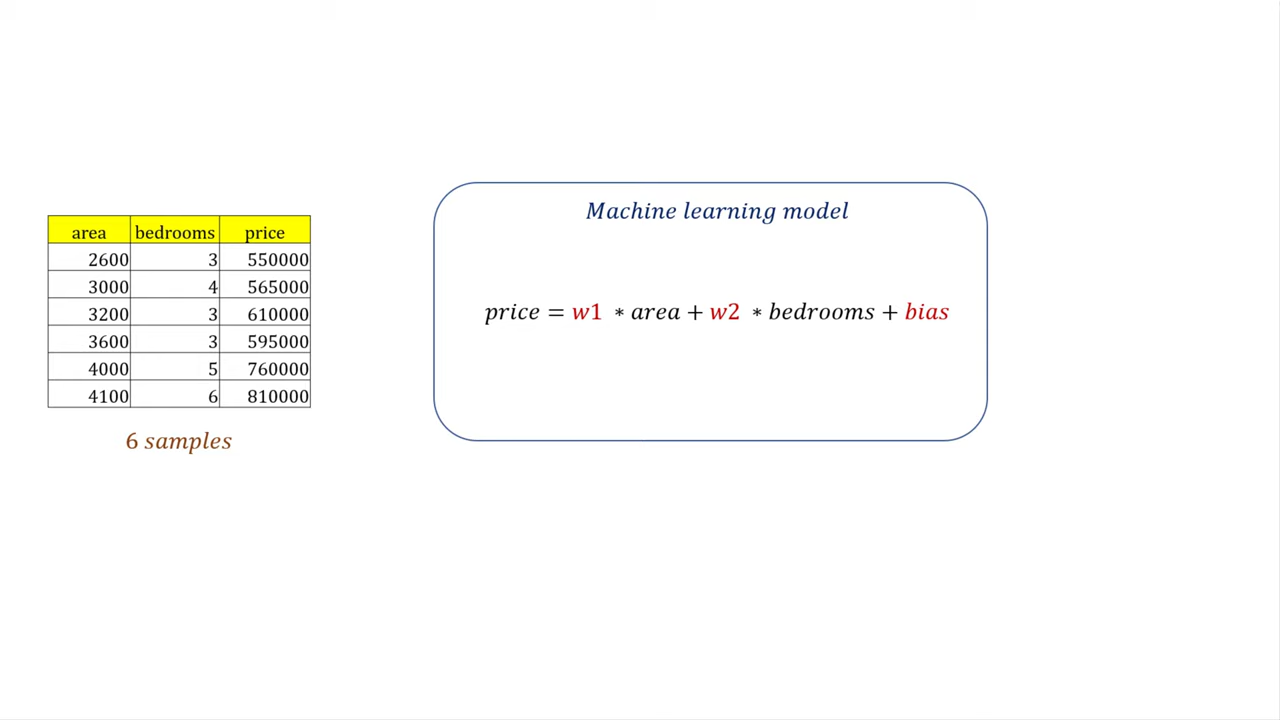 Machine learning model
area bedrooms price
2600 3 550000
3000 4 565000
3200 3 610000
3600 3 595000
4000 5 760000
4100 6 810000
6 samples
price = w1 ∗ area + w2 ∗ bedrooms + bias